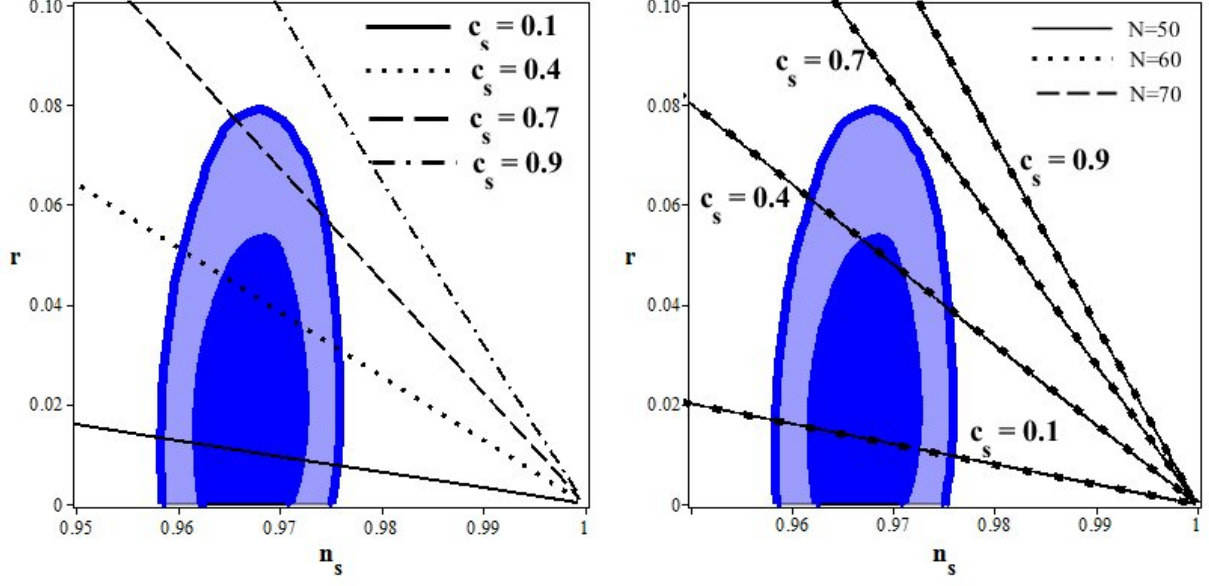 0.10
0.08
0.06
0.04
0.02
0
r
0.95 0.96 0.97 0.98 0.99 1
n_s
c_s = 0.1
c_s = 0.4
c_s = 0.7
c_s = 0.9
0.10
0.08
0.06
0.04
0.02
0
r
0.96 0.97 0.98 0.99 1
n_s
N=50
N=60
N=70
c_s = 0.7
c_s = 0.9
c_s = 0.4
c_s = 0.1